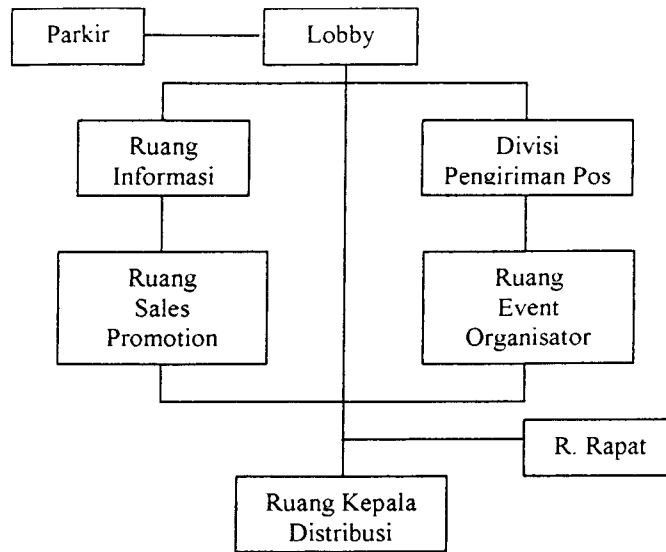 Parkir
Lobby
Ruang
Informasi
Divisi
Pengiriman Pos
Ruang
Sales
Promotion
Ruang
Event
Organisator
R. Rapat
Ruang Kepala
Distribusi